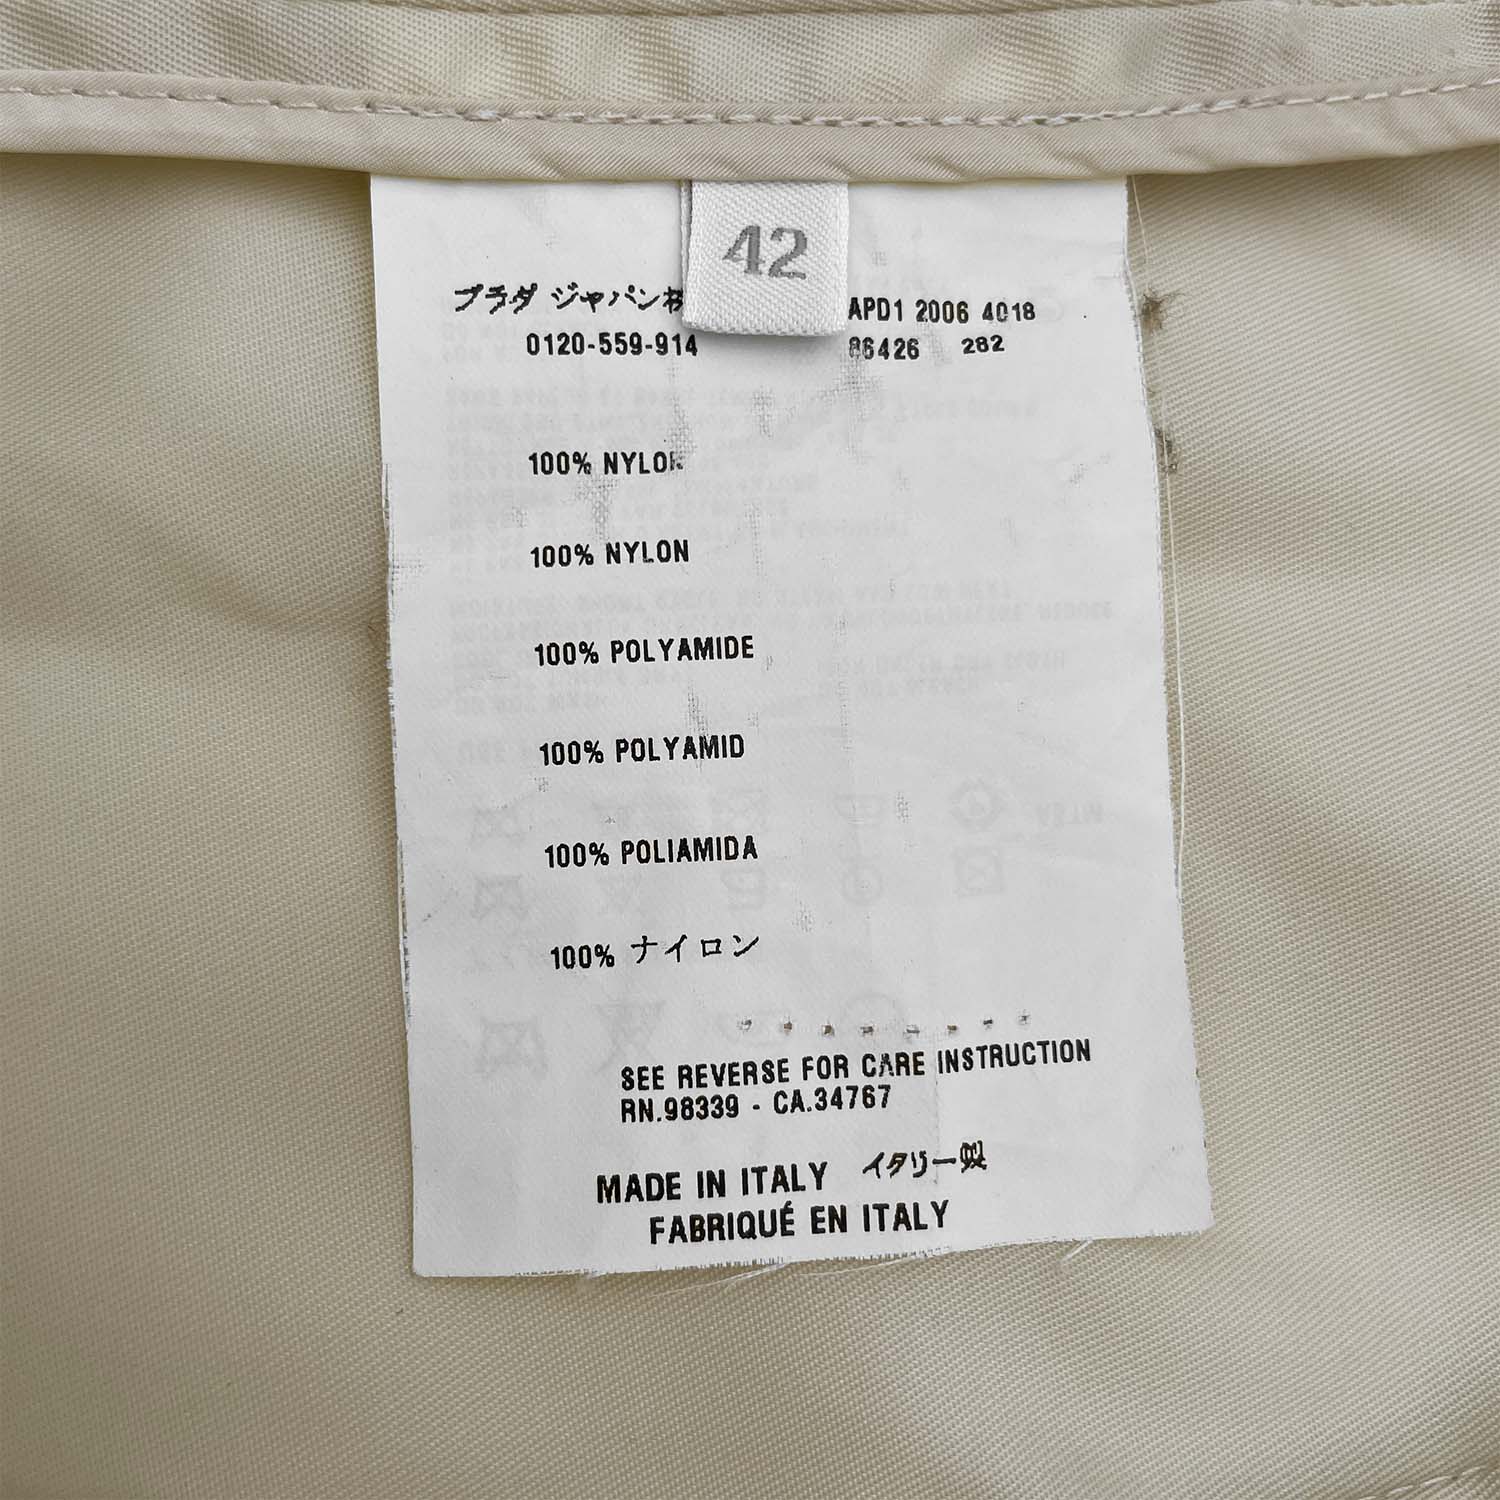 42
プラダ ジャパン株
APD1 2006 4018
0120-559-914
86426 282
100% NYLON
100% NYLON
100% POLYAMIDE
100% POLYAMID
100% POLIAMIDA
100% ナイロン
SEE REVERSE FOR CARE INSTRUCTION
RN.98339 - CA.34767
MADE IN ITALY イタリー製
FABRIQUÉ EN ITALY